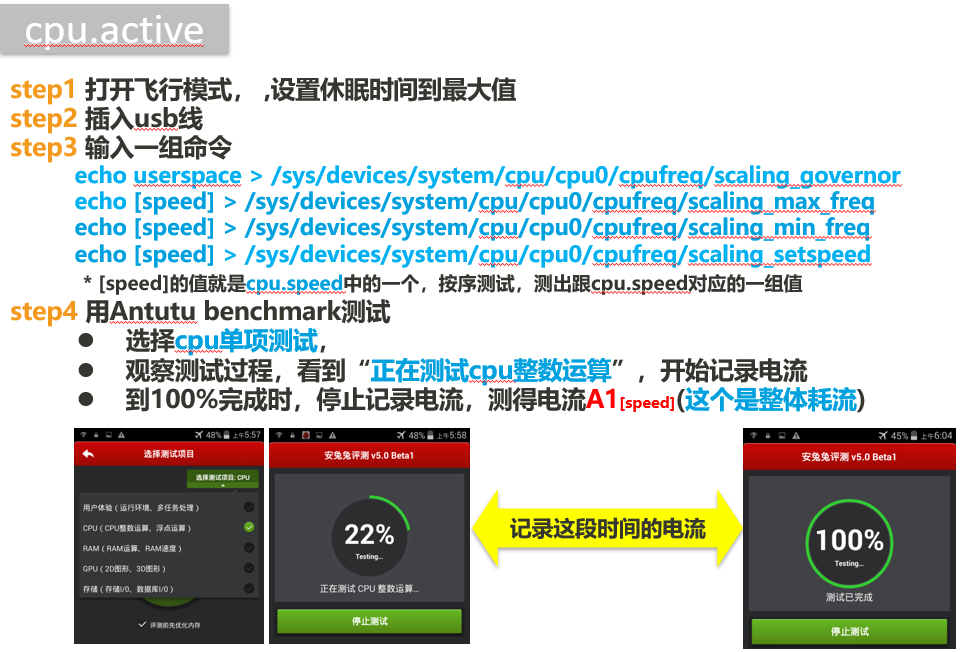 cpu.active
step1 打开飞行模式， ,设置休眠时间到最大值
step2 插入usb线
step3 输入一组命令
echo userspace > /sys/devices/system/cpu/cpu0/cpufreq/scaling_governor
echo [speed] > /sys/devices/system/cpu/cpu0/cpufreq/scaling_max_freq
echo [speed] > /sys/devices/system/cpu/cpu0/cpufreq/scaling_min_freq
echo [speed] > /sys/devices/system/cpu/cpu0/cpufreq/scaling_setspeed
* [speed]的值就是cpu.speed中的一个，按序测试，测出跟cpu.speed对应的一组值
step4 用Antutu benchmark测试
● 选择cpu单项测试，
● 观察测试过程，看到“正在测试cpu整数运算”，开始记录电流
● 到100%完成时，停止记录电流，测得电流A1[speed](这个是整体耗流)
48% 上午5:57
选择测试项目
选择测试项目: CPU
用户体验（运行环境、多任务处理）
CPU（CPU整数运算、浮点运算）
RAM（RAM运算、RAM速度）
GPU（2D图形、3D图形）
存储（存储I/O、数据库I/O）
评测前先优化内存
48% 上午5:58
安兔兔评测 v5.0 Beta1
22%
Testing...
正在测试 CPU 整数运算...
停止测试
记录这段时间的电流
45% 上午6:04
安兔兔评测 v5.0 Beta1
100%
Testing...
测试已完成
停止测试